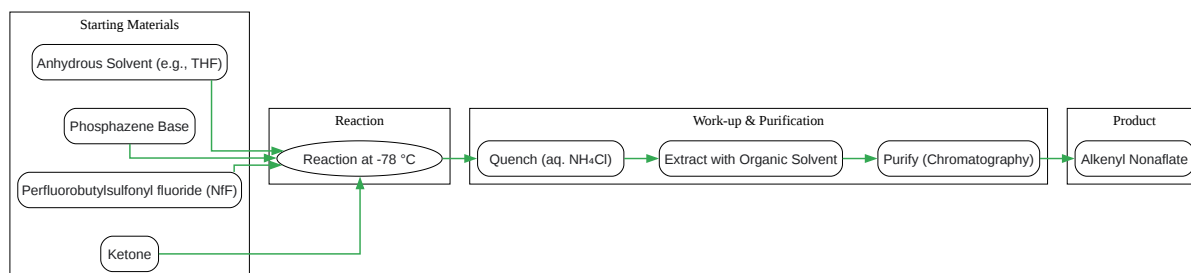 Starting Materials
Anhydrous Solvent (e.g., THF)
Phosphazene Base
Perfluorobutylsulfonyl fluoride (NfF)
Ketone
Reaction
Reaction at -78 °C
Work-up & Purification
Quench (aq. NH₄Cl)
Extract with Organic Solvent
Purify (Chromatography)
Product
Alkenyl Nonaflate